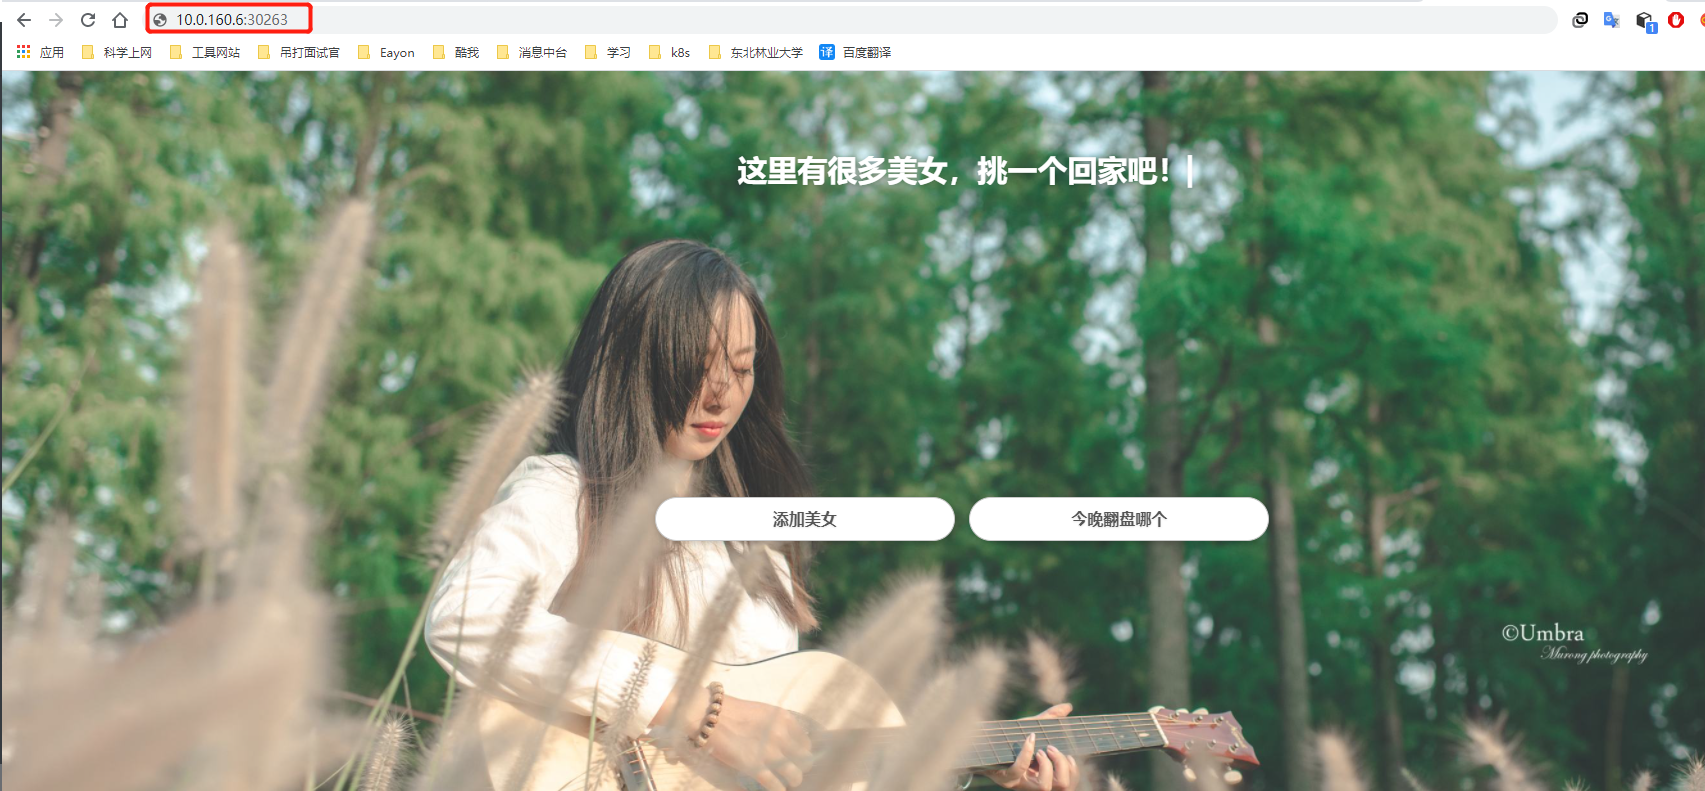 10.0.160.6:30263
应用 科学上网 工具网站 吊打面试官 Eayon 酷我 消息中台 学习 k8s 东北林业大学 译 百度翻译
这里有很多美女，挑一个回家吧！|
添加美女 今晚翻盘哪个
©Umbra
Murong photography
1